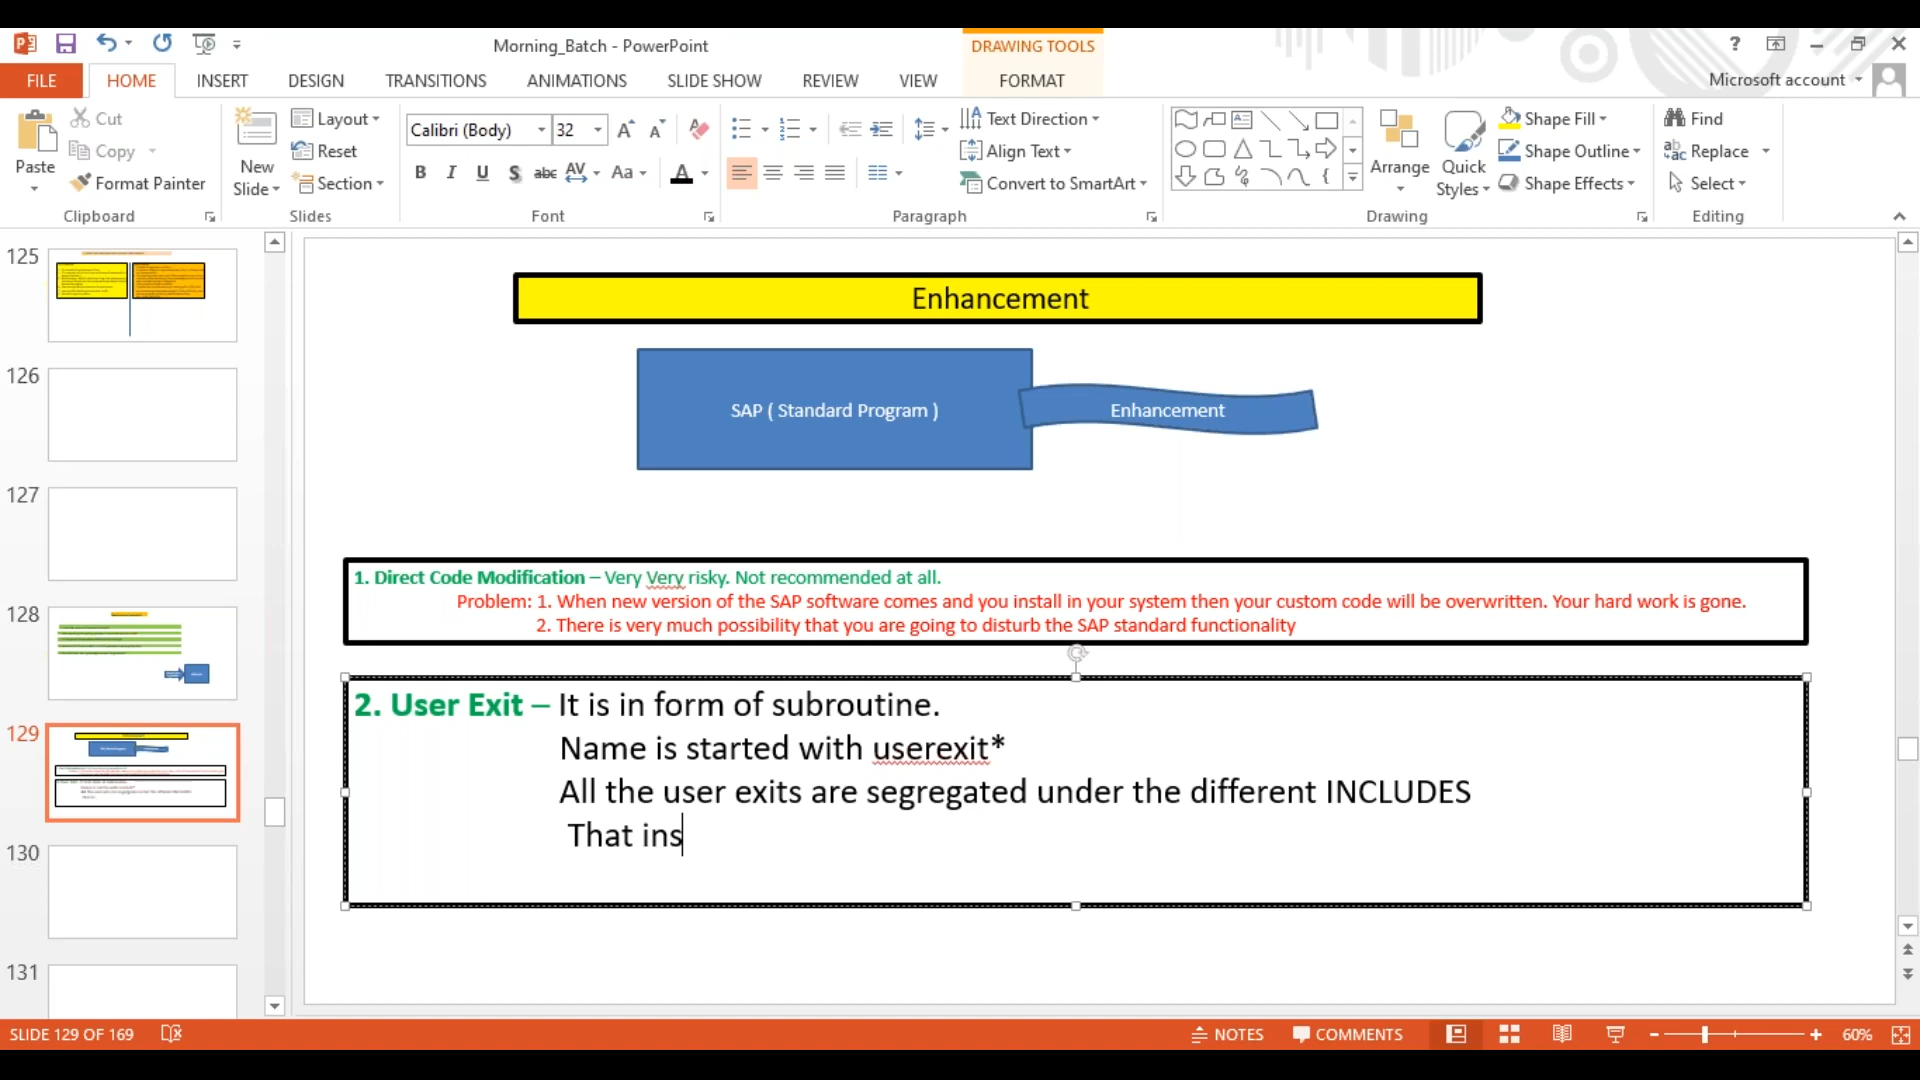 Morning_Batch - PowerPoint
DRAWING TOOLS
?
FILE
HOME
INSERT
DESIGN
TRANSITIONS
ANIMATIONS
SLIDE SHOW
REVIEW
VIEW
FORMAT
Microsoft account
Paste
Cut
Copy
Format Painter
Clipboard
New Slide
Layout
Reset
Section
Slides
Calibri (Body)
32
B I U S abc AV Aa A
Font
Text Direction
Align Text
Convert to SmartArt
Paragraph
Arrange
Quick Styles
Shape Fill
Shape Outline
Shape Effects
Drawing
Find
Replace
Select
Editing
125
126
127
128
129
130
131
Enhancement
SAP ( Standard Program )
Enhancement
1. Direct Code Modification – Very Very risky. Not recommended at all.
Problem: 1. When new version of the SAP software comes and you install in your system then your custom code will be overwritten. Your hard work is gone.
2. There is very much possibility that you are going to disturb the SAP standard functionality
2. User Exit – It is in form of subroutine.
Name is started with userexit*
All the user exits are segregated under the different INCLUDES
That ins
SLIDE 129 OF 169
NOTES
COMMENTS
60%